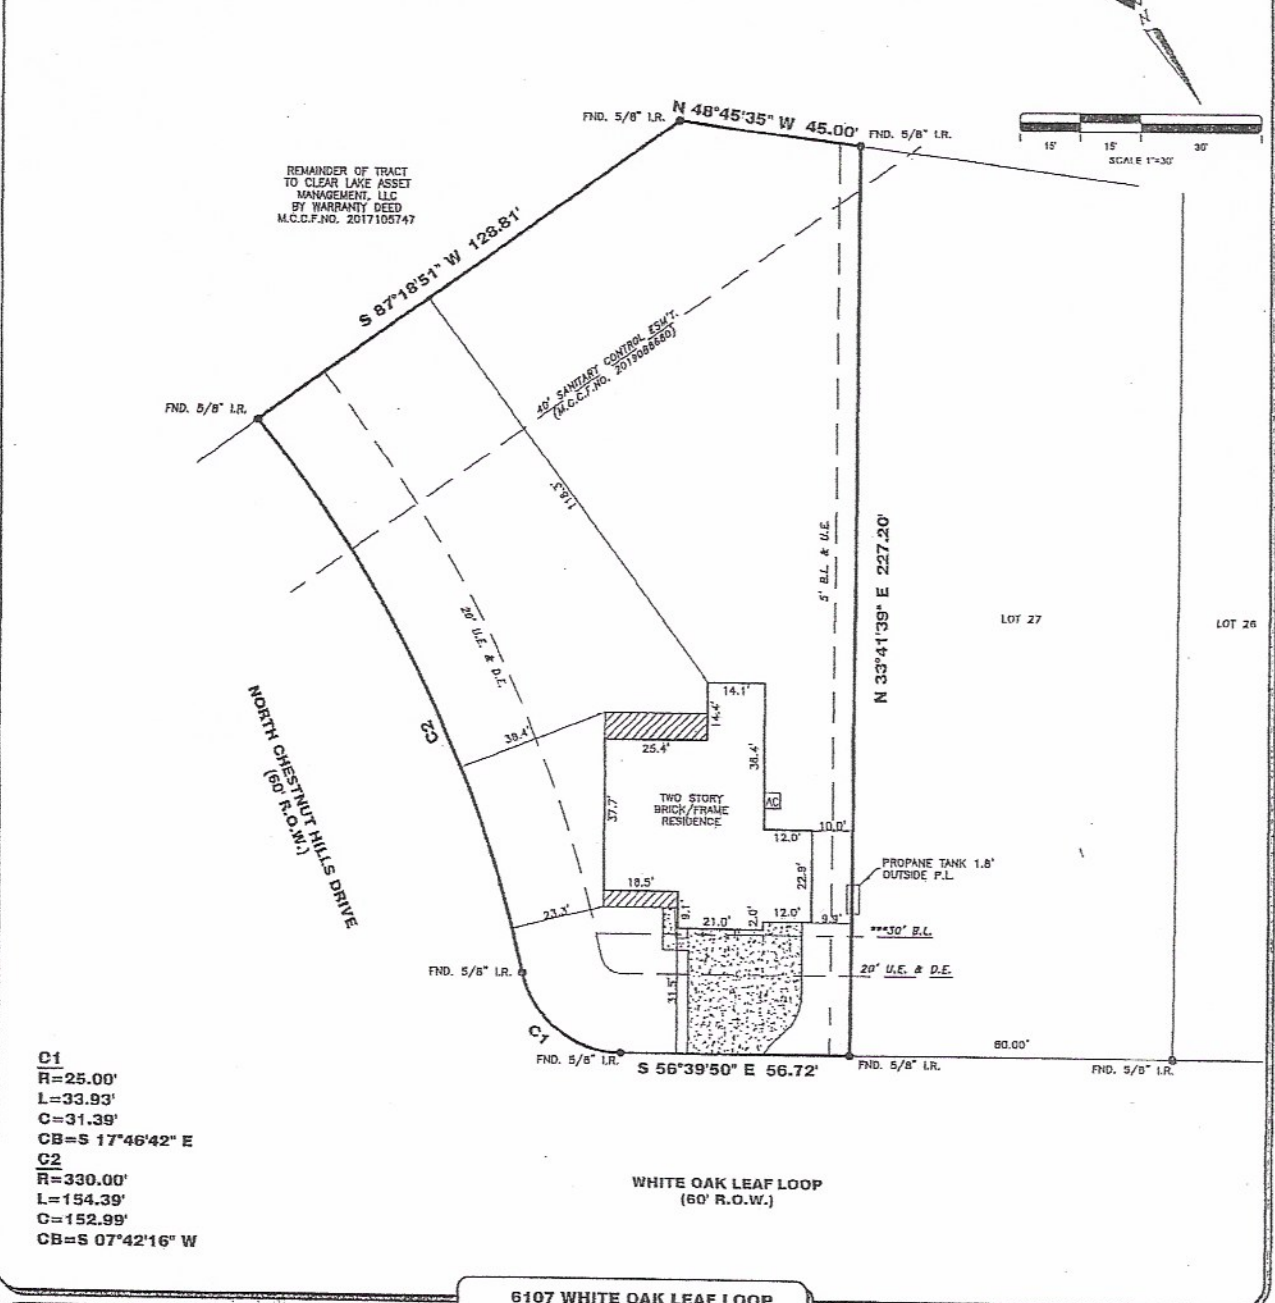 N
N 48°45'35" W 45.00'
FND. 5/8" I.R.
FND. 5/8" I.R.
15' 15' 30'
SCALE 1"=30'
REMAINDER OF TRACT
TO CLEAR LAKE ASSET
MANAGEMENT, LLC
BY WARRANTY DEED
M.C.C.F.NO. 2017105747
S 87°18'51" W 128.81'
40' SANITARY CONTROL ESM'T.
(M.C.C.F.NO. 2019088680)
FND. 5/8" I.R.
118.3'
5' B.L. & U.E.
N 33°41'39" E 227.20'
LOT 27
LOT 26
20' U.E. & D.E.
14.1'
14.4'
C2
38.4'
25.4'
38.4'
NORTH CHESTNUT HILLS DRIVE
(60' R.O.W.)
37.7'
TWO STORY
BRICK/FRAME
RESIDENCE
AC
10.0'
12.0'
PROPANE TANK 1.8'
OUTSIDE P.L.
22.9'
18.5'
23.3'
9.1'
21.0'
2.0'
12.0'
9.9'
***30' B.L.
20' U.E. & D.E.
FND. 5/8" I.R.
31.5'
C1
FND. 5/8" I.R.
S 56°39'50" E 56.72'
FND. 5/8" I.R.
60.00'
FND. 5/8" I.R.
C1
R=25.00'
L=33.93'
C=31.39'
CB=S 17°46'42" E
C2
R=330.00'
L=154.39'
C=152.99'
CB=S 07°42'16" W
WHITE OAK LEAF LOOP
(60' R.O.W.)
6107 WHITE OAK LEAF LOOP